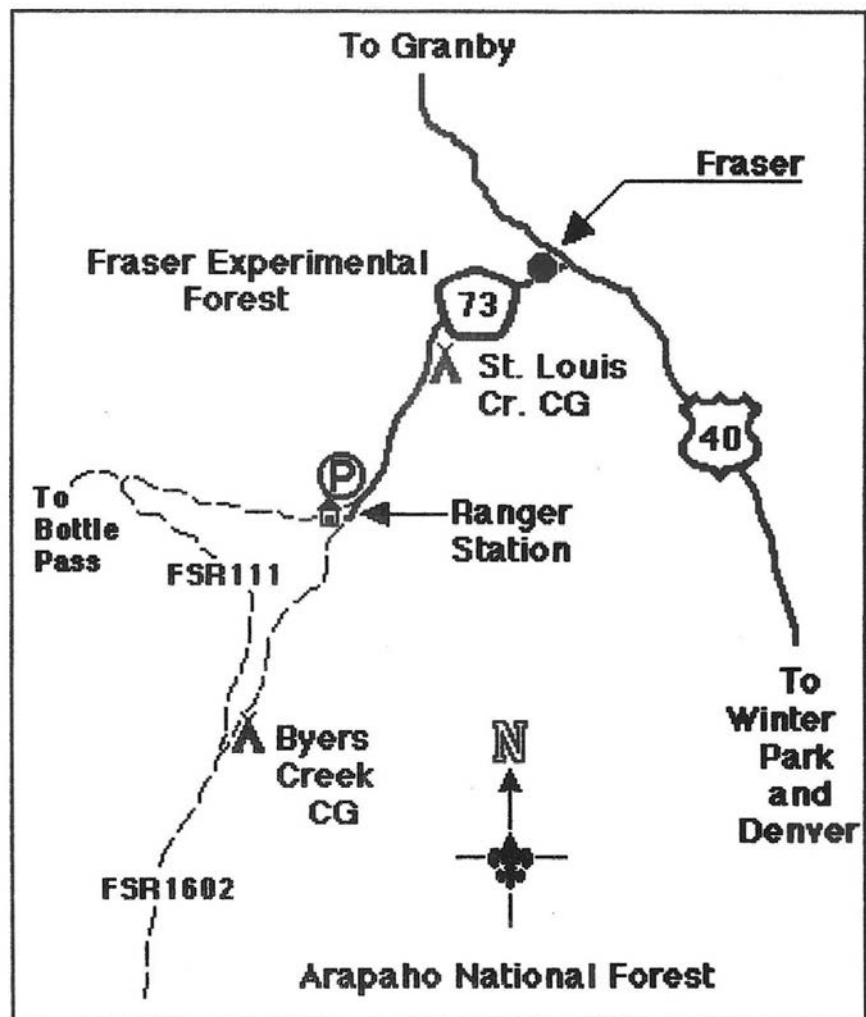 To Granby
Fraser
Fraser Experimental
Forest
73
St. Louis
Cr. CG
40
P
To
Bottle
Pass
Ranger
Station
FSR111
Byers
Creek
CG
N
To
Winter
Park
and
Denver
FSR1602
Arapaho National Forest